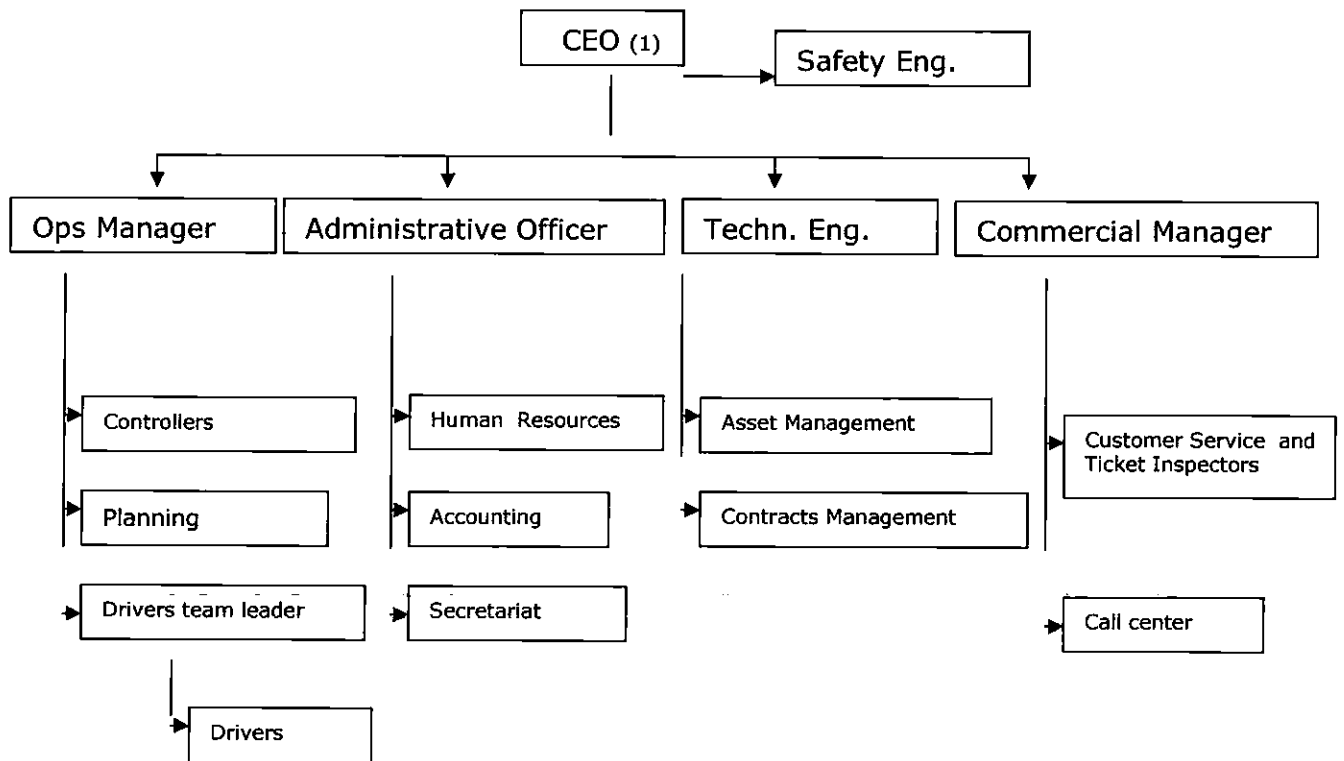 CEO (1)
Safety Eng.
Ops Manager
Administrative Officer
Techn. Eng.
Commercial Manager
Controllers
Human Resources
Asset Management
Customer Service and
Ticket Inspectors
Planning
Accounting
Contracts Management
Drivers team leader
Secretariat
Call center
Drivers